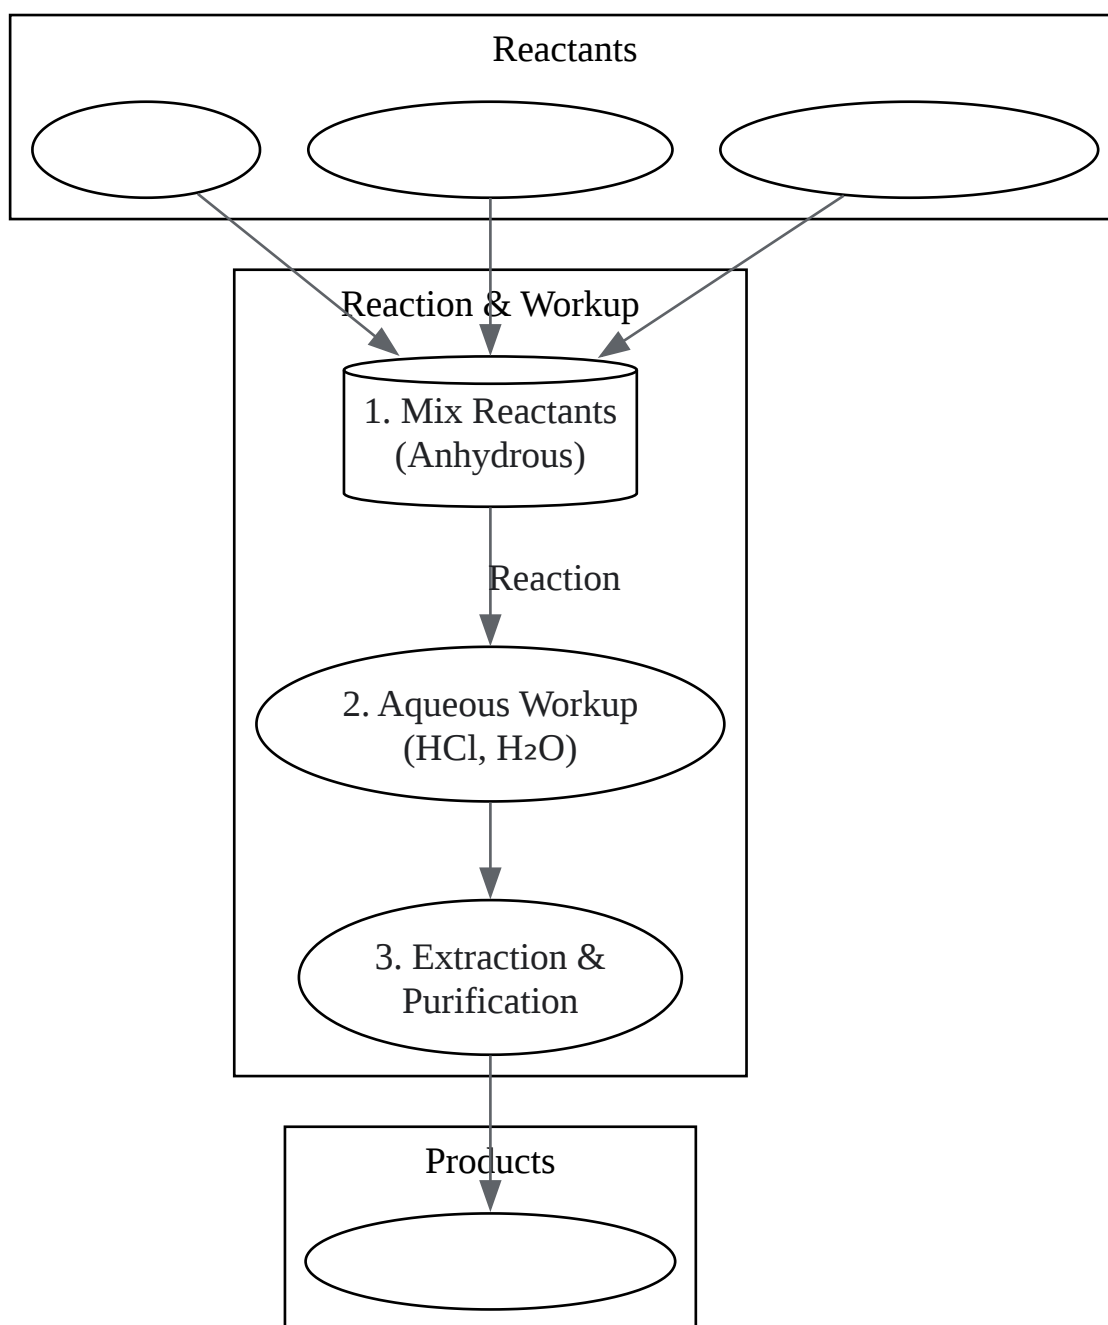 Reactants
Reaction & Workup
1. Mix Reactants
(Anhydrous)
Reaction
2. Aqueous Workup
(HCl, H₂O)
3. Extraction &
Purification
Products